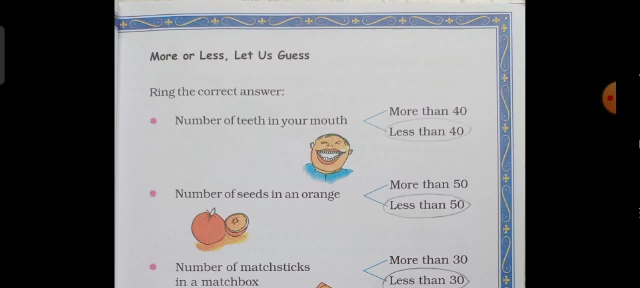 More or Less, Let Us Guess
Ring the correct answer:
Number of teeth in your mouth
More than 40
Less than 40
Number of seeds in an orange
More than 50
Less than 50
Number of matchsticks
in a matchbox
More than 30
Less than 30